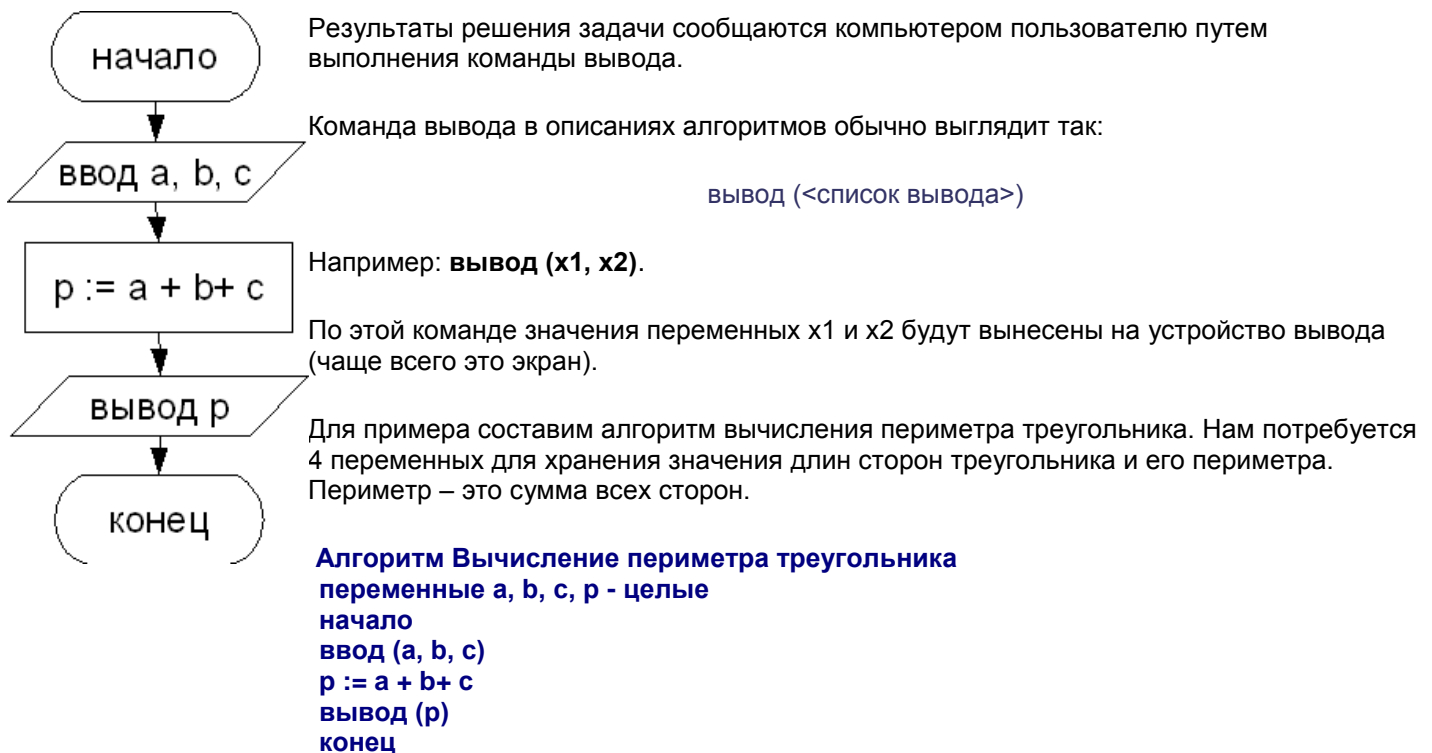 начало
ввод a, b, c
p := a + b+ c
вывод p
конец
Результаты решения задачи сообщаются компьютером пользователю путем
выполнения команды вывода.
Команда вывода в описаниях алгоритмов обычно выглядит так:
вывод (<список вывода>)
Например: вывод (x1, x2).
По этой команде значения переменных x1 и x2 будут вынесены на устройство вывода
(чаще всего это экран).
Для примера составим алгоритм вычисления периметра треугольника. Нам потребуется
4 переменных для хранения значения длин сторон треугольника и его периметра.
Периметр – это сумма всех сторон.
Алгоритм Вычисление периметра треугольника
переменные a, b, c, p - целые
начало
ввод (a, b, c)
p := a + b+ c
вывод (p)
конец